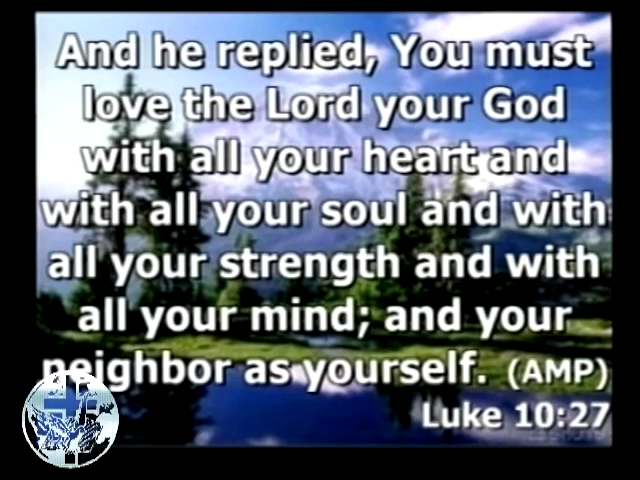 And he replied, You must
love the Lord your God
with all your heart and
with all your soul and with
all your strength and with
all your mind; and your
neighbor as yourself. (AMP)
Luke 10:27